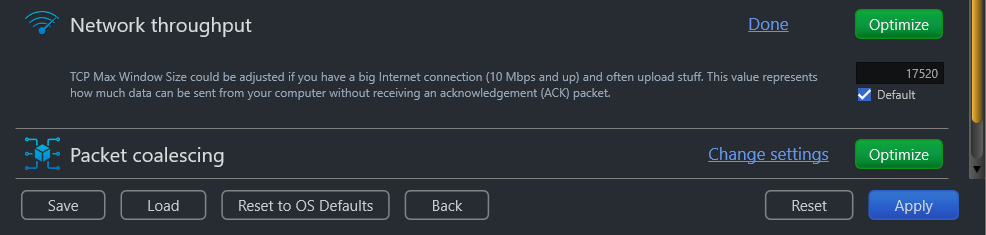 Network throughput
Done
Optimize
TCP Max Window Size could be adjusted if you have a big Internet connection (10 Mbps and up) and often upload stuff. This value represents
how much data can be sent from your computer without receiving an acknowledgement (ACK) packet.
17520
Default
Packet coalescing
Change settings
Optimize
Save
Load
Reset to OS Defaults
Back
Reset
Apply